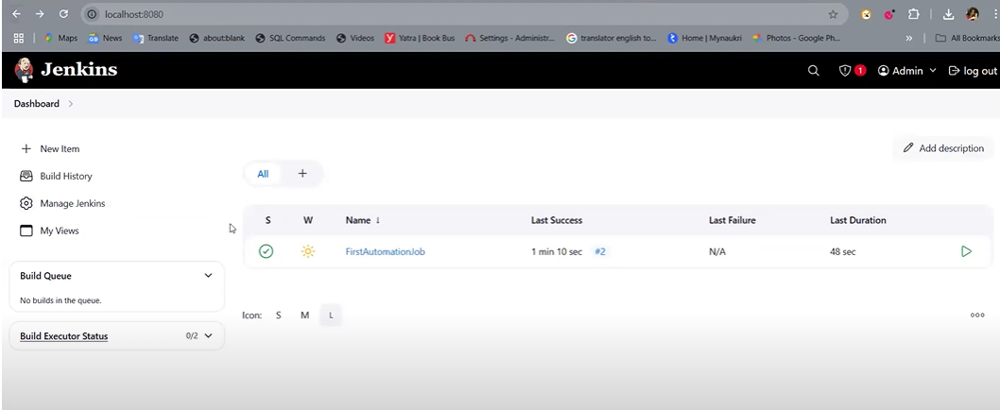 localhost:8080
Maps News Translate about:blank SQL Commands Videos Yatra | Book Bus Settings - Administr... translator english to... Home | Mynaukri Photos - Google Ph... » All Bookmarks
Jenkins 1 Admin log out
Dashboard
New Item
Add description
Build History
All +
Manage Jenkins
My Views
S W Name ↓ Last Success Last Failure Last Duration
FirstAutomationJob 1 min 10 sec #2 N/A 48 sec
Build Queue
No builds in the queue.
Icon: S M L
Build Executor Status 0/2